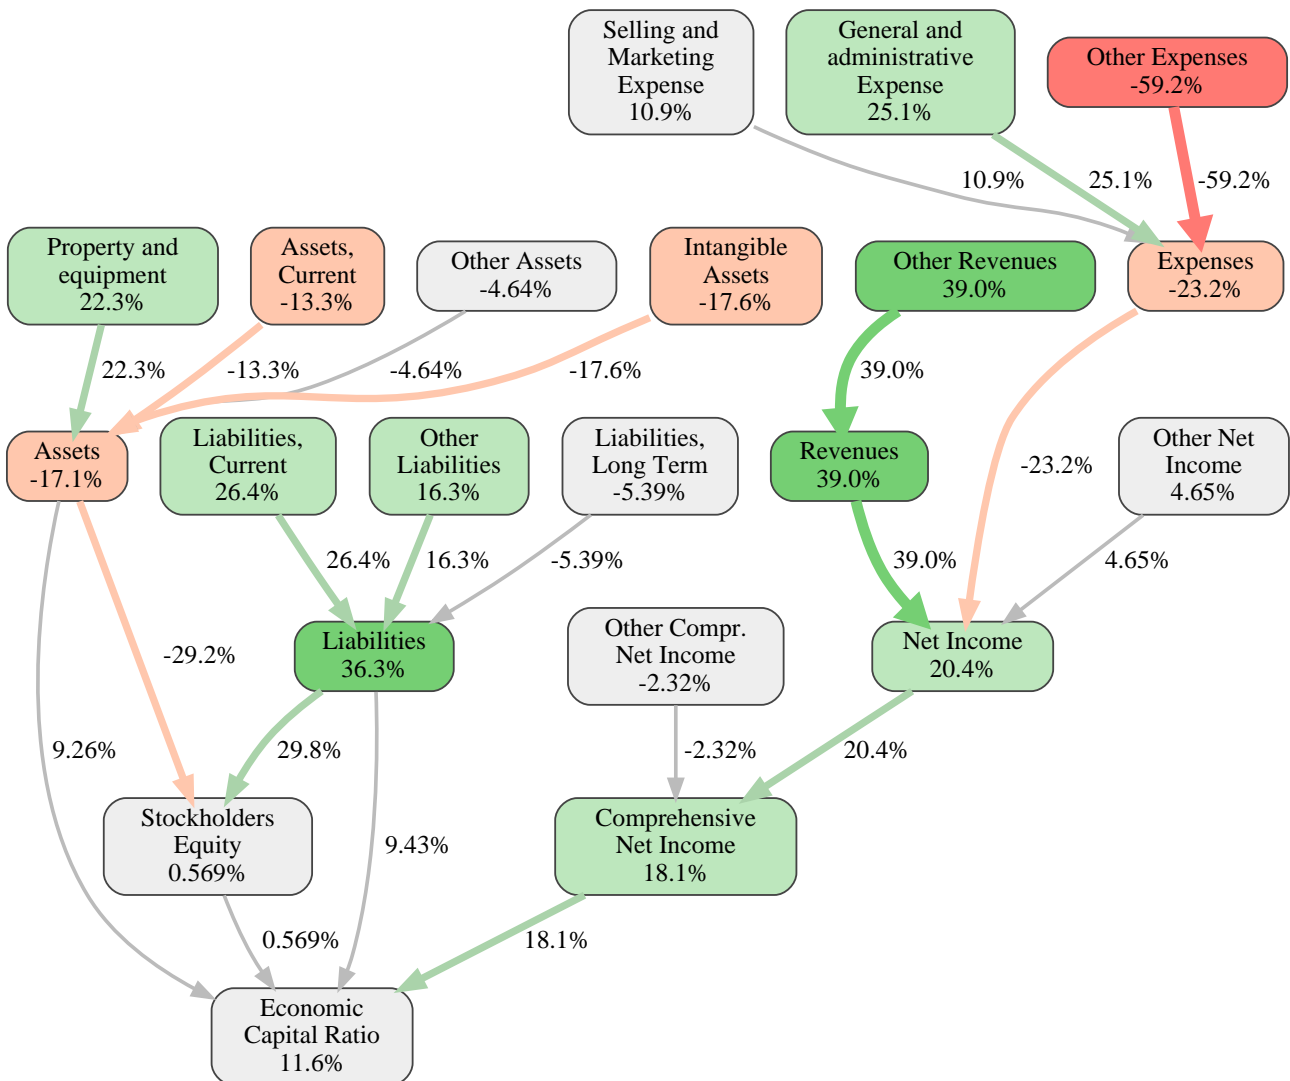 Selling and
Marketing
Expense
10.9%
General and
administrative
Expense
25.1%
Other Expenses
-59.2%
10.9%
25.1%
-59.2%
Property and
equipment
22.3%
Assets,
Current
-13.3%
Other Assets
-4.64%
Intangible
Assets
-17.6%
Other Revenues
39.0%
Expenses
-23.2%
22.3%
-13.3%
-4.64%
-17.6%
39.0%
Assets
-17.1%
Liabilities,
Current
26.4%
Other
Liabilities
16.3%
Liabilities,
Long Term
-5.39%
Revenues
39.0%
-23.2%
Other Net
Income
4.65%
26.4%
16.3%
-5.39%
39.0%
4.65%
-29.2%
Liabilities
36.3%
Other Compr.
Net Income
-2.32%
Net Income
20.4%
9.26%
29.8%
-2.32%
20.4%
Stockholders
Equity
0.569%
9.43%
Comprehensive
Net Income
18.1%
0.569%
18.1%
Economic
Capital Ratio
11.6%